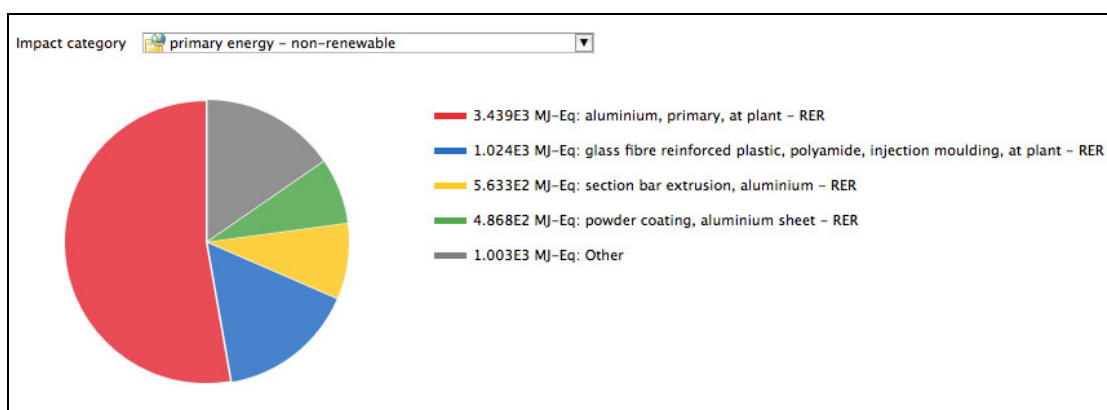 Impact category primary energy – non-renewable
3.439E3 MJ-Eq: aluminium, primary, at plant – RER
1.024E3 MJ-Eq: glass fibre reinforced plastic, polyamide, injection moulding, at plant – RER
5.633E2 MJ-Eq: section bar extrusion, aluminium – RER
4.868E2 MJ-Eq: powder coating, aluminium sheet – RER
1.003E3 MJ-Eq: Other